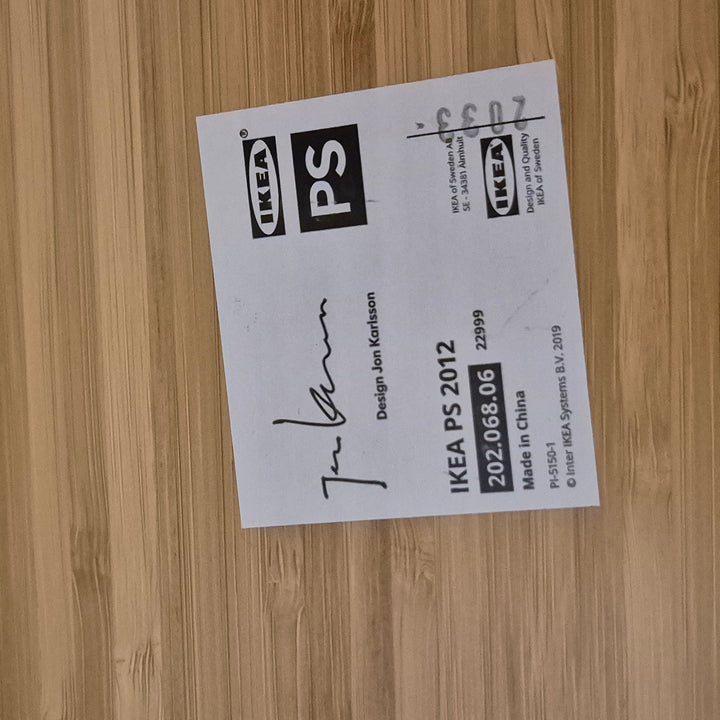 IKEA®
PS
Design Jon Karlsson
IKEA of Sweden AB
SE - 34381 Älmhult
IKEA
Design and Quality
IKEA of Sweden
IKEA PS 2012
202.068.06 22999
Made in China
PI-5150-1
© Inter IKEA Systems B.V. 2019